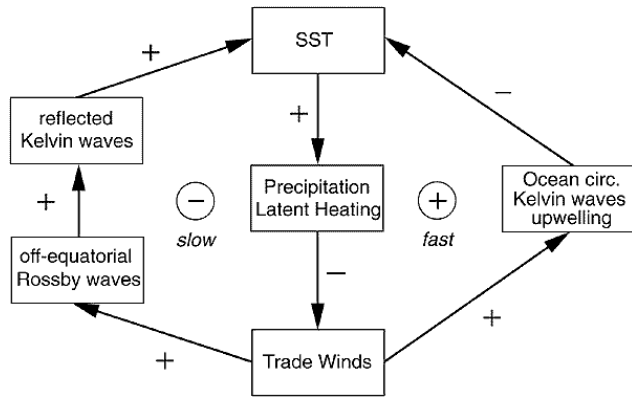 SST
+
−
+
reflected
Kelvin waves
Precipitation
Latent Heating
Ocean circ.
Kelvin waves
upwelling
+
−
slow
+
fast
off-equatorial
Rossby waves
−
+
+
Trade Winds